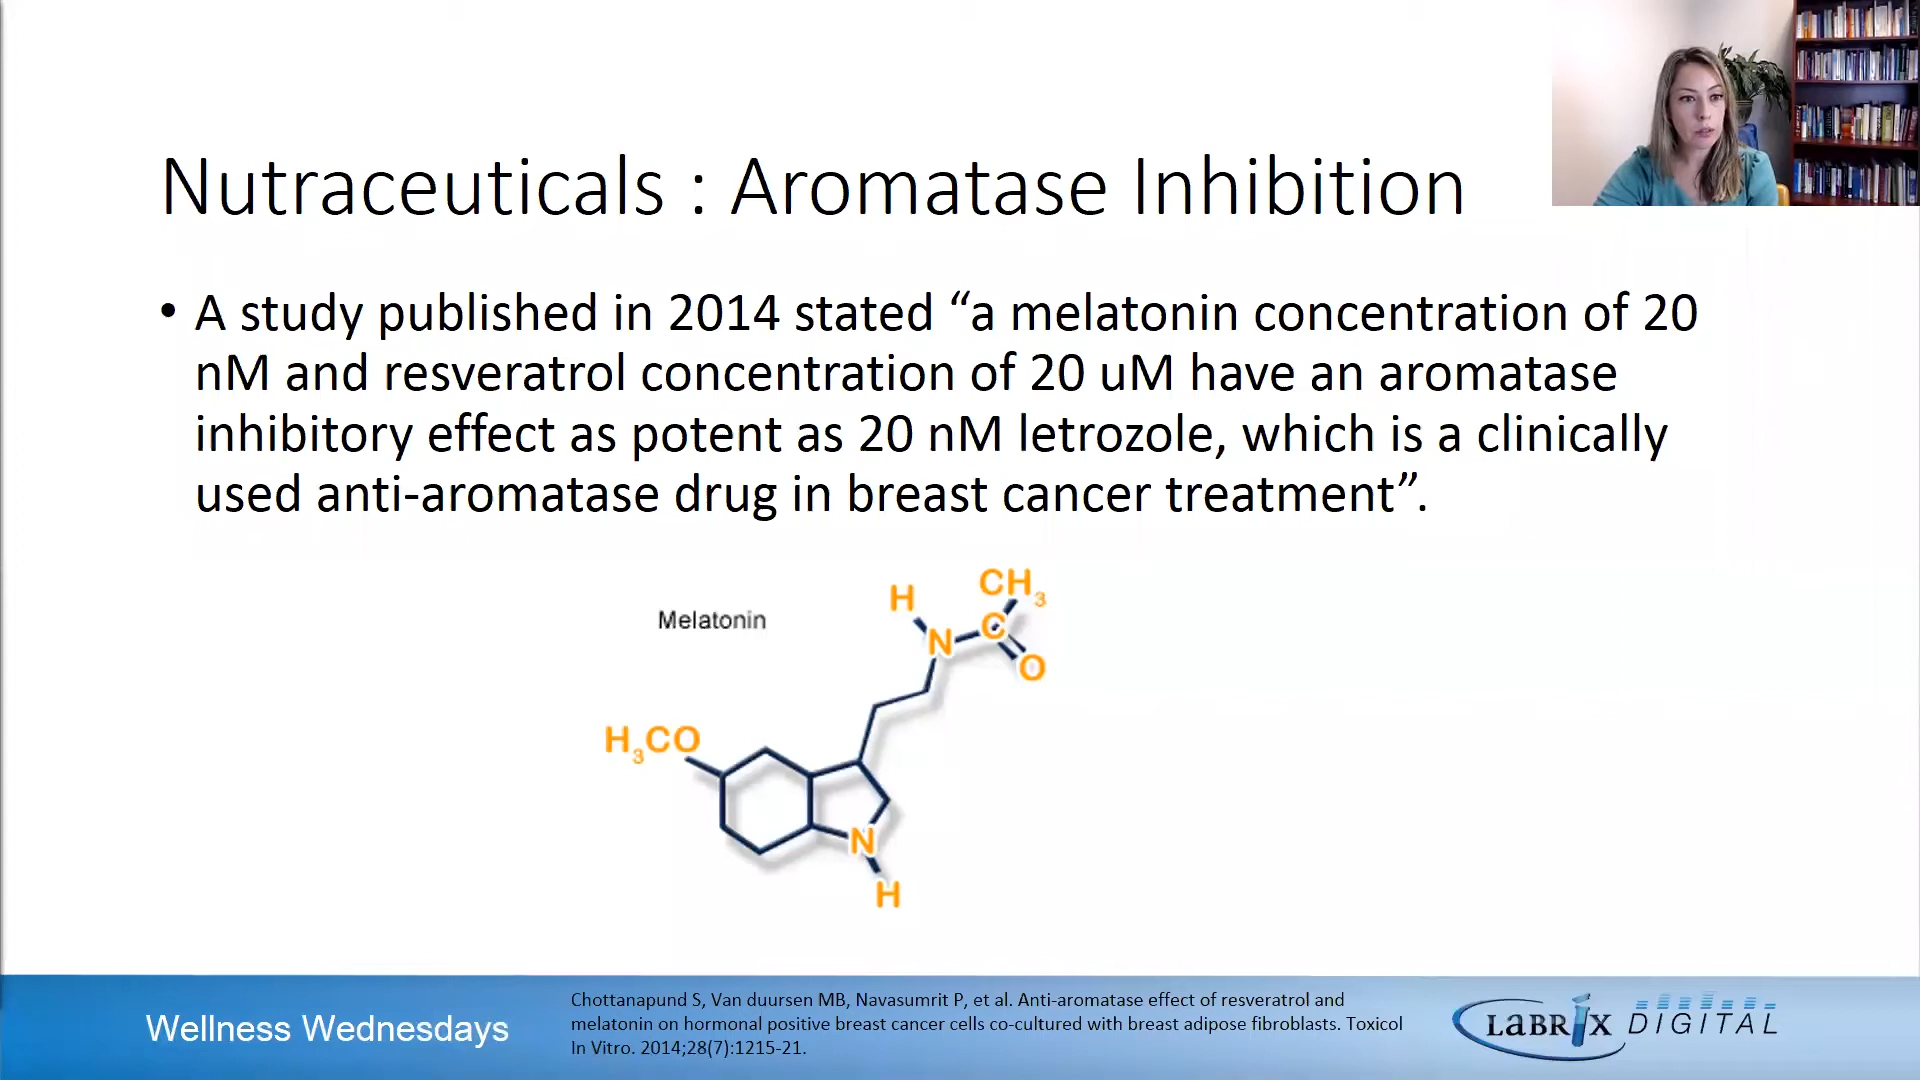 Nutraceuticals : Aromatase Inhibition
• A study published in 2014 stated “a melatonin concentration of 20
nM and resveratrol concentration of 20 uM have an aromatase
inhibitory effect as potent as 20 nM letrozole, which is a clinically
used anti-aromatase drug in breast cancer treatment”.
Melatonin
H
CH3
N
C
O
H3CO
N
H
Wellness Wednesdays
Chottanapund S, Van duursen MB, Navasumrit P, et al. Anti-aromatase effect of resveratrol and
melatonin on hormonal positive breast cancer cells co-cultured with breast adipose fibroblasts. Toxicol
In Vitro. 2014;28(7):1215-21.
LABRIX DIGITAL